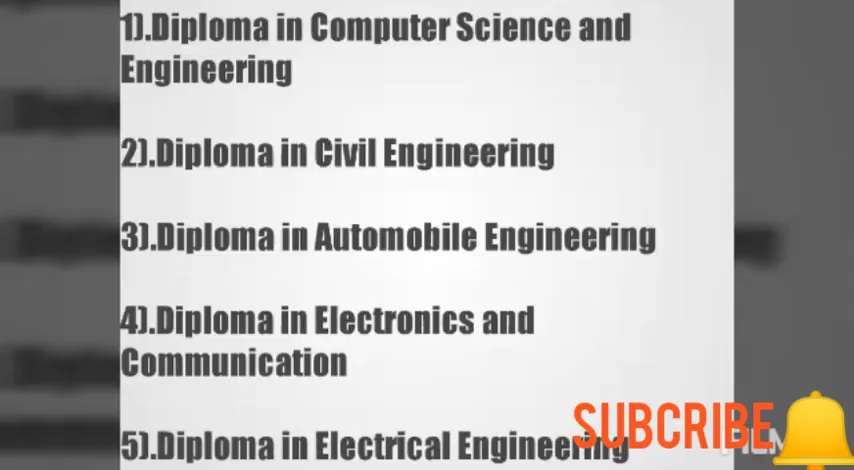 1).Diploma in Computer Science and
Engineering
2).Diploma in Civil Engineering
3).Diploma in Automobile Engineering
4).Diploma in Electronics and
Communication
5).Diploma in Electrical Engineering
SUBCRIBE